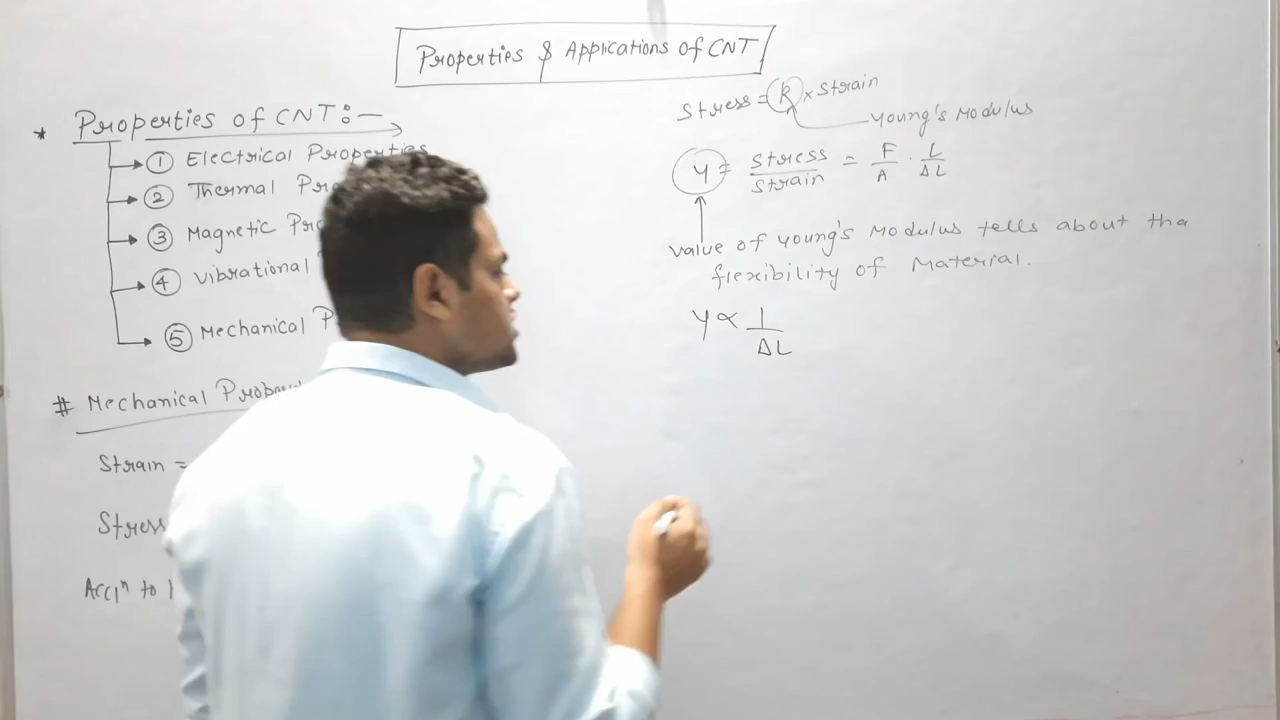 Properties & Applications of CNT
* Properties of CNT:-
① Electrical Properties
② Thermal
③ Magnetic
④ Vibrational
⑤ Mechanical
# Mechanical
Strain =
Stress
Acc/n to
Stress = k × Strain
Young's Modulus
Y = Stress/Strain = F/A . L/ΔL
Value of Young's Modulus tells about tha
flexibility of Material.
Y ∝ 1/ΔL